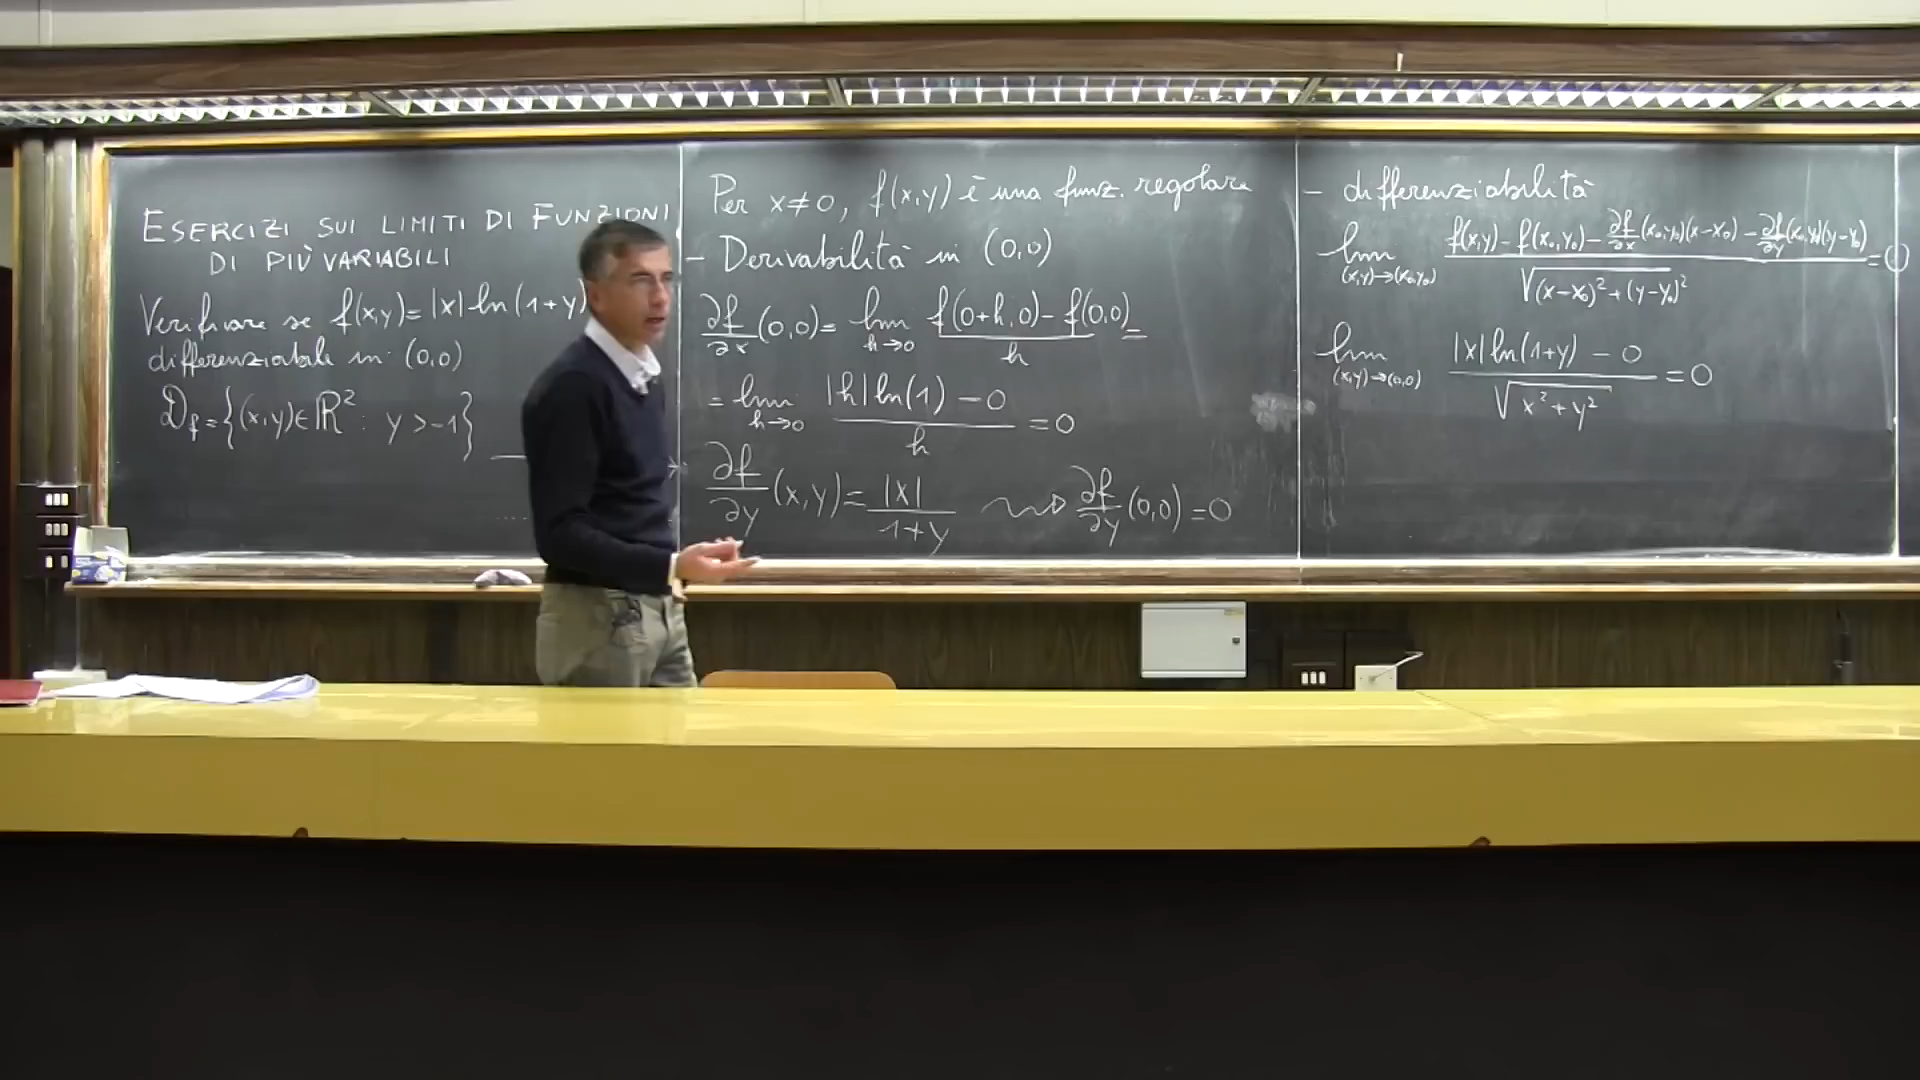 ESERCIZI SUI LIMITI DI FUNZIONI
DI PIÙ VARIABILI
Verificare se f(x,y)=|x| ln(1+y)
differenziabile in (0,0)
D_f={(x,y)∈ℝ²: y>-1}
Per x≠0, f(x,y) è una funz. regolare
- Derivabilità in (0,0)
∂f/∂x (0,0)= lim_{h→0} (f(0+h,0)-f(0,0))/h =
= lim_{h→0} (|h| ln(1) - 0)/h = 0
∂f/∂y (x,y)= |x|/(1+y) ⇝ ∂f/∂y (0,0)=0
- differenziabilità
lim_{(x,y)→(x₀,y₀)} (f(x,y)-f(x₀,y₀)-∂f/∂x(x₀,y₀)(x-x₀)-∂f/∂y(x₀,y₀)(y-y₀))/√((x-x₀)²+(y-y₀)²) = 0
lim_{(x,y)→(0,0)} (|x| ln(1+y) - 0)/√(x²+y²) = 0